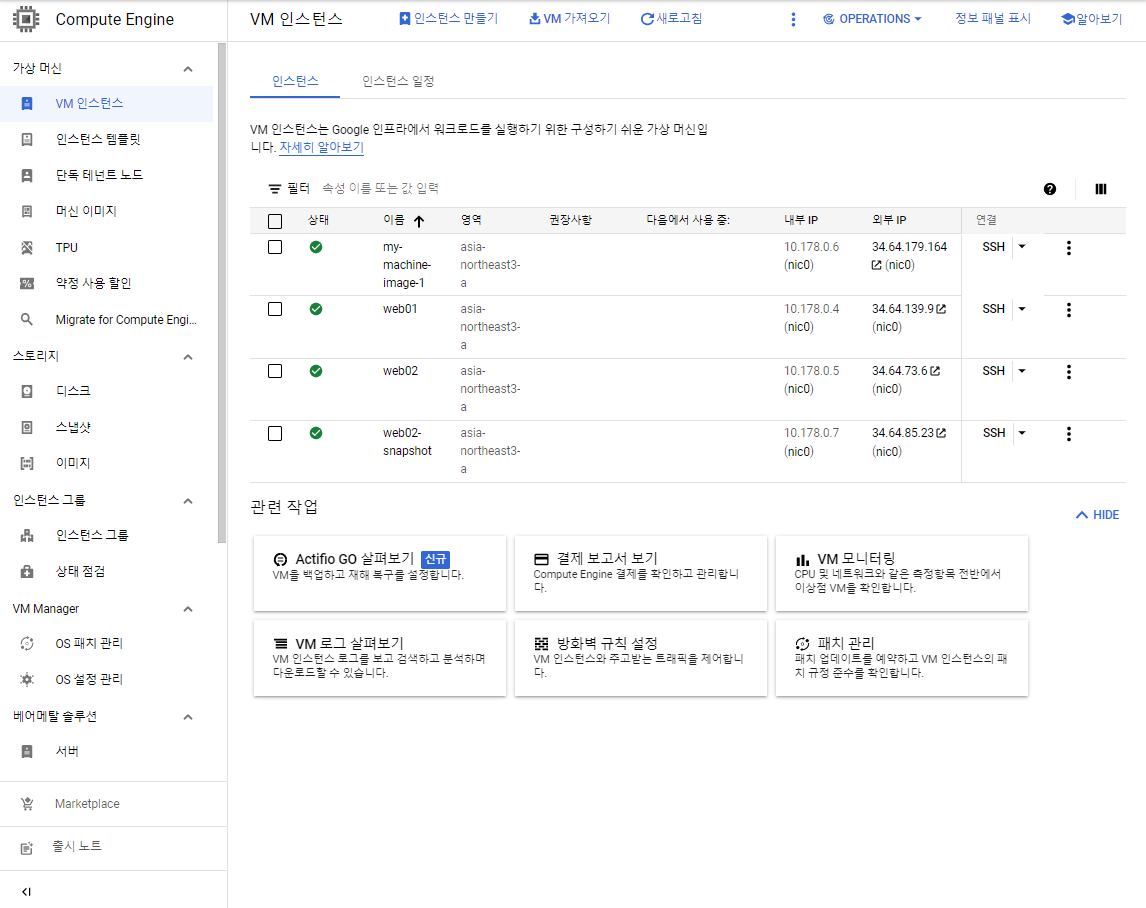 Compute Engine
VM 인스턴스
인스턴스 만들기
VM 가져오기
새로고침
OPERATIONS
정보 패널 표시
알아보기
가상 머신
VM 인스턴스
인스턴스 템플릿
단독 테넌트 노드
머신 이미지
TPU
약정 사용 할인
Migrate for Compute Engi...
스토리지
디스크
스냅샷
이미지
인스턴스 그룹
인스턴스 그룹
상태 점검
VM Manager
OS 패치 관리
OS 설정 관리
베어메탈 솔루션
서버
Marketplace
출시 노트
인스턴스
인스턴스 일정
VM 인스턴스는 Google 인프라에서 워크로드를 실행하기 위한 구성하기 쉬운 가상 머신입
니다. 자세히 알아보기
필터 속성 이름 또는 값 입력
상태 이름 영역 권장사항 다음에서 사용 중: 내부 IP 외부 IP 연결
my- asia- 10.178.0.6 34.64.179.164 SSH
machine- northeast3- (nic0) (nic0)
image-1 a
web01 asia- 10.178.0.4 34.64.139.9 SSH
northeast3- (nic0) (nic0)
a
web02 asia- 10.178.0.5 34.64.73.6 SSH
northeast3- (nic0) (nic0)
a
web02- asia- 10.178.0.7 34.64.85.23 SSH
snapshot northeast3- (nic0) (nic0)
a
관련 작업
HIDE
Actifio GO 살펴보기 신규
VM을 백업하고 재해 복구를 설정합니다.
결제 보고서 보기
Compute Engine 결제를 확인하고 관리합니
다.
VM 모니터링
CPU 및 네트워크와 같은 측정항목 전반에서
이상점 VM을 확인합니다.
VM 로그 살펴보기
VM 인스턴스 로그를 보고 검색하고 분석하며
다운로드할 수 있습니다.
방화벽 규칙 설정
VM 인스턴스와 주고받는 트래픽을 제어합니
다.
패치 관리
패치 업데이트를 예약하고 VM 인스턴스의 패
치 규정 준수를 확인합니다.